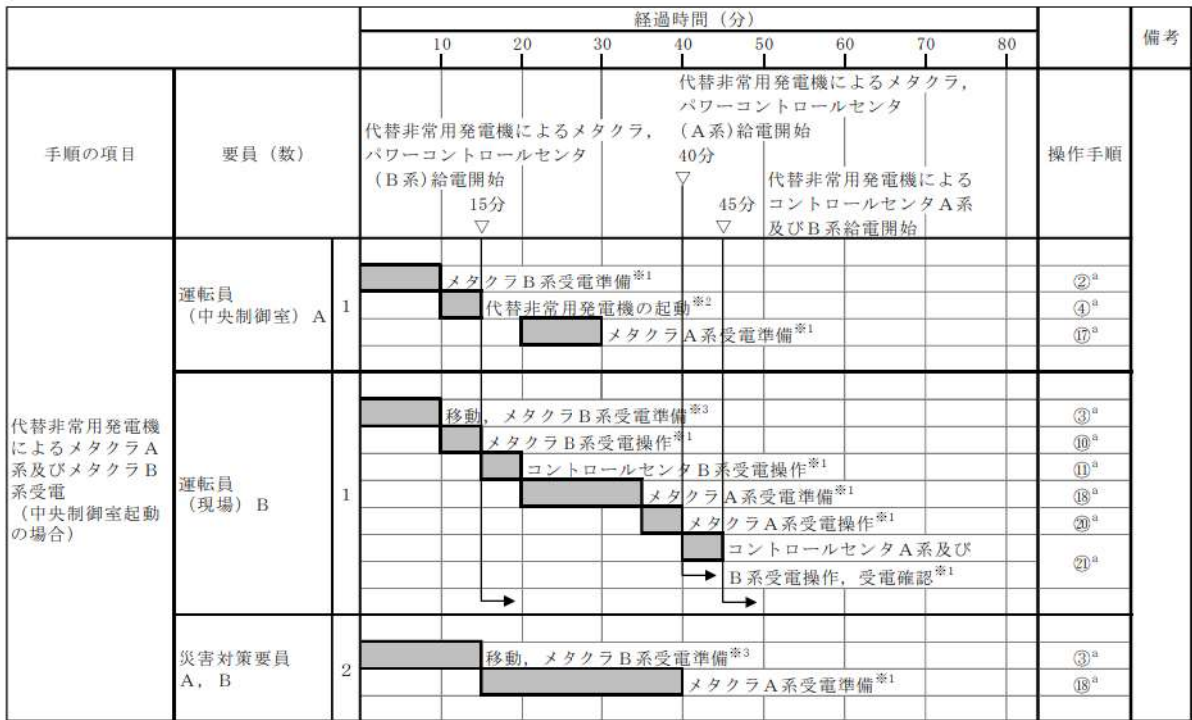 経過時間（分）
備考
10 20 30 40 50 60 70 80
手順の項目
要員（数）
操作手順
代替非常用発電機によるメタクラ，
パワーコントロールセンタ
（Ｂ系）給電開始
15分
▽
代替非常用発電機によるメタクラ，
パワーコントロールセンタ
（Ａ系）給電開始
40分
▽
45分
▽
代替非常用発電機による
コントロールセンタＡ系
及びＢ系給電開始
代替非常用発電機
によるメタクラＡ
系及びメタクラＢ
系受電
（中央制御室起動
の場合）
運転員
（中央制御室）Ａ
1
メタクラＢ系受電準備※1 ②a
代替非常用発電機の起動※2 ④a
メタクラＡ系受電準備※1 ⑰a
運転員
（現場）Ｂ
1
移動，メタクラＢ系受電準備※3 ③a
メタクラＢ系受電操作※1 ⑩a
コントロールセンタＢ系受電操作※1 ⑪a
メタクラＡ系受電準備※1 ⑱a
メタクラＡ系受電操作※1 ⑳a
コントロールセンタＡ系及び
Ｂ系受電操作，受電確認※1 ㉑a
災害対策要員
Ａ，Ｂ
2
移動，メタクラＢ系受電準備※3 ③a
メタクラＡ系受電準備※1 ⑱a